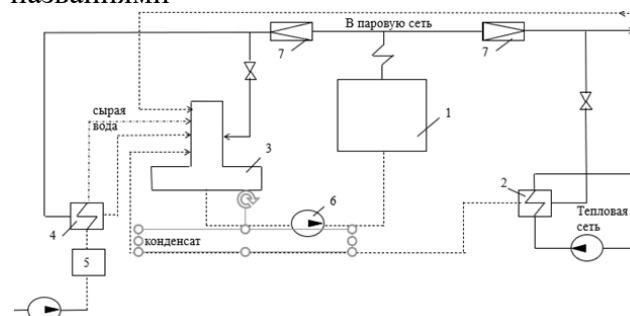 названиями
В паровую сеть
7
7
сырая
вода
1
3
2
6
4
Тепловая
сеть
конденсат
5